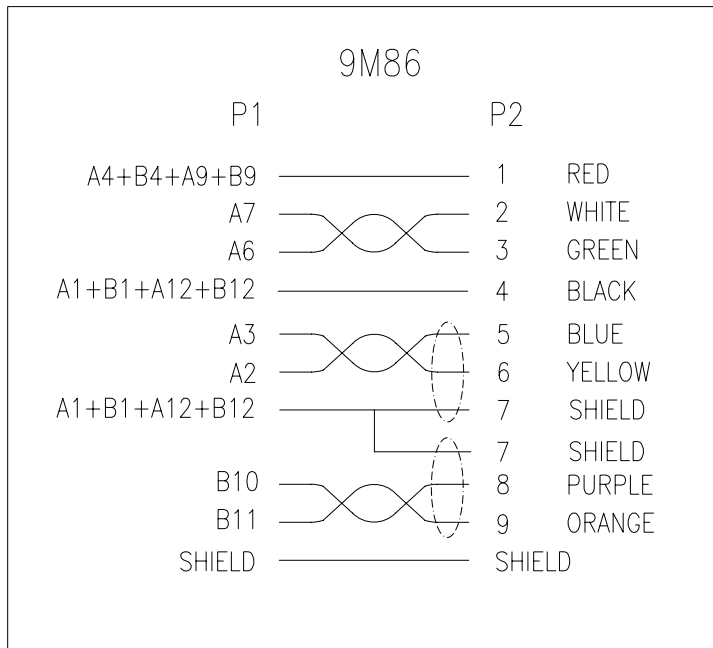 9M86
P1 P2
A4+B4+A9+B9 1 RED
A7 2 WHITE
A6 3 GREEN
A1+B1+A12+B12 4 BLACK
A3 5 BLUE
A2 6 YELLOW
A1+B1+A12+B12 7 SHIELD
7 SHIELD
B10 8 PURPLE
B11 9 ORANGE
SHIELD SHIELD